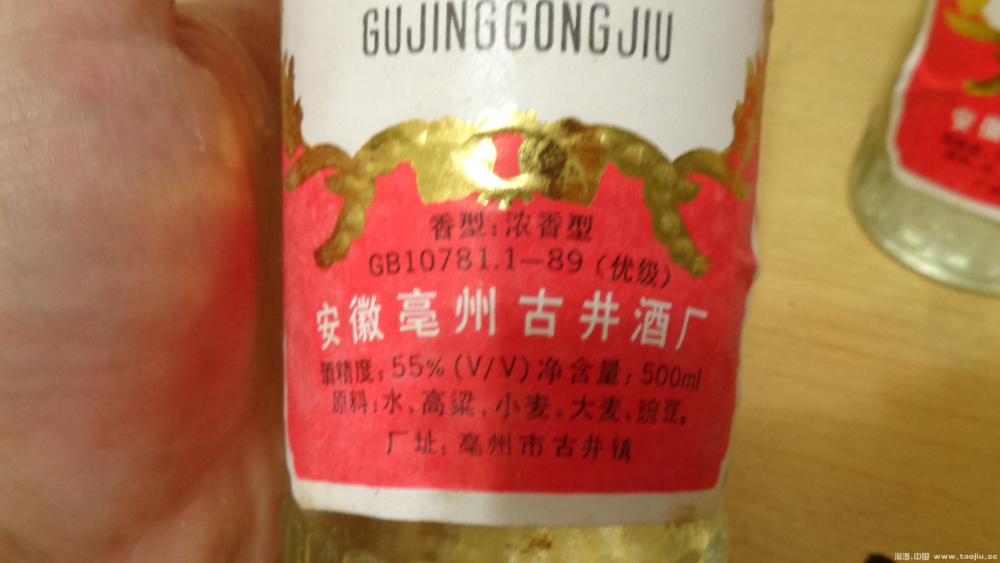 GUJINGGONGJIU
香型:浓香型
GB10781.1—89(优级)
安徽亳州古井酒厂
酒精度:55%(V/V)净含量:500ml
原料:水、高粱、小麦、大麦、豌豆。
厂址:亳州市古井镇
安徽
淘酒.中国 www.taojiu.cc